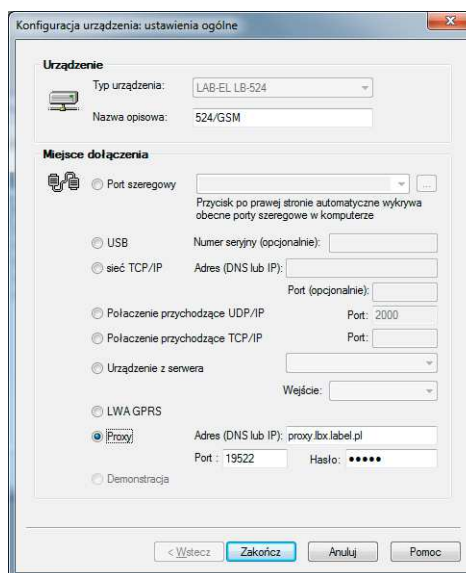 Konfiguracja urządzenia: ustawienia ogólne
Urządzenie
Typ urządzenia: LAB-EL LB-524
Nazwa opisowa: 524/GSM
Miejsce dołączenia
Port szeregowy ...
Przycisk po prawej stronie automatyczne wykrywa
obecne porty szeregowe w komputerze
USB Numer seryjny (opcjonalnie):
sieć TCP/IP Adres (DNS lub IP):
Port (opcjonalnie):
Połaczenie przychodzące UDP/IP Port: 2000
Połaczenie przychodzące TCP/IP Port:
Urządzenie z serwera
Wejście:
LWA GPRS
Proxy Adres (DNS lub IP): proxy.lbx.label.pl
Port : 19522 Hasło: •••••
Demonstracja
< Wstecz Zakończ Anuluj Pomoc